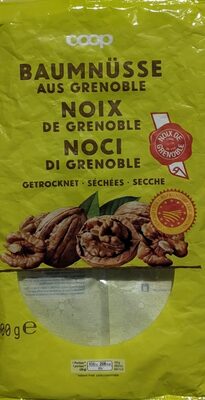 coop
BAUMNÜSSE
AUS GRENOBLE
NOIX
DE GRENOBLE
NOCI
DI GRENOBLE
GETROCKNET · SÉCHÉES · SECCHE
NOIX DE
GRENOBLE
g e